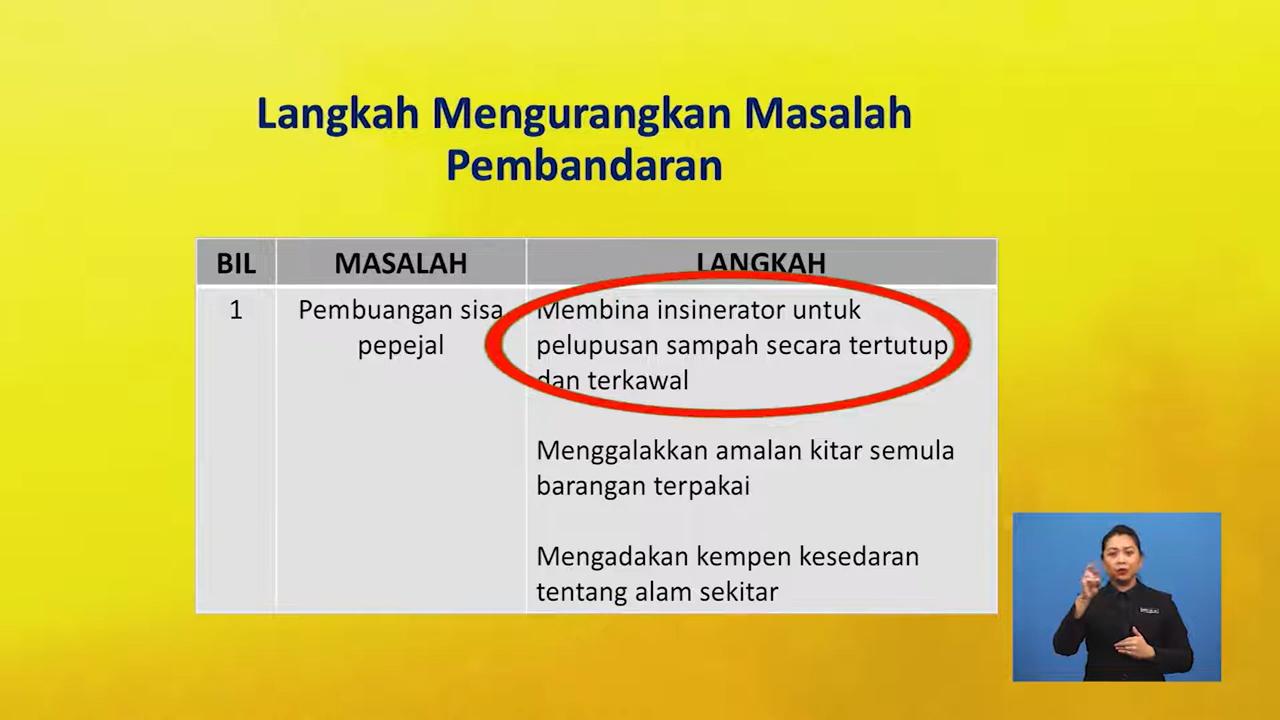 Langkah Mengurangkan Masalah
Pembandaran
BIL MASALAH LANGKAH
1 Pembuangan sisa
pepejal
Membina insinerator untuk
pelupusan sampah secara tertutup
dan terkawal
Menggalakkan amalan kitar semula
barangan terpakai
Mengadakan kempen kesedaran
tentang alam sekitar